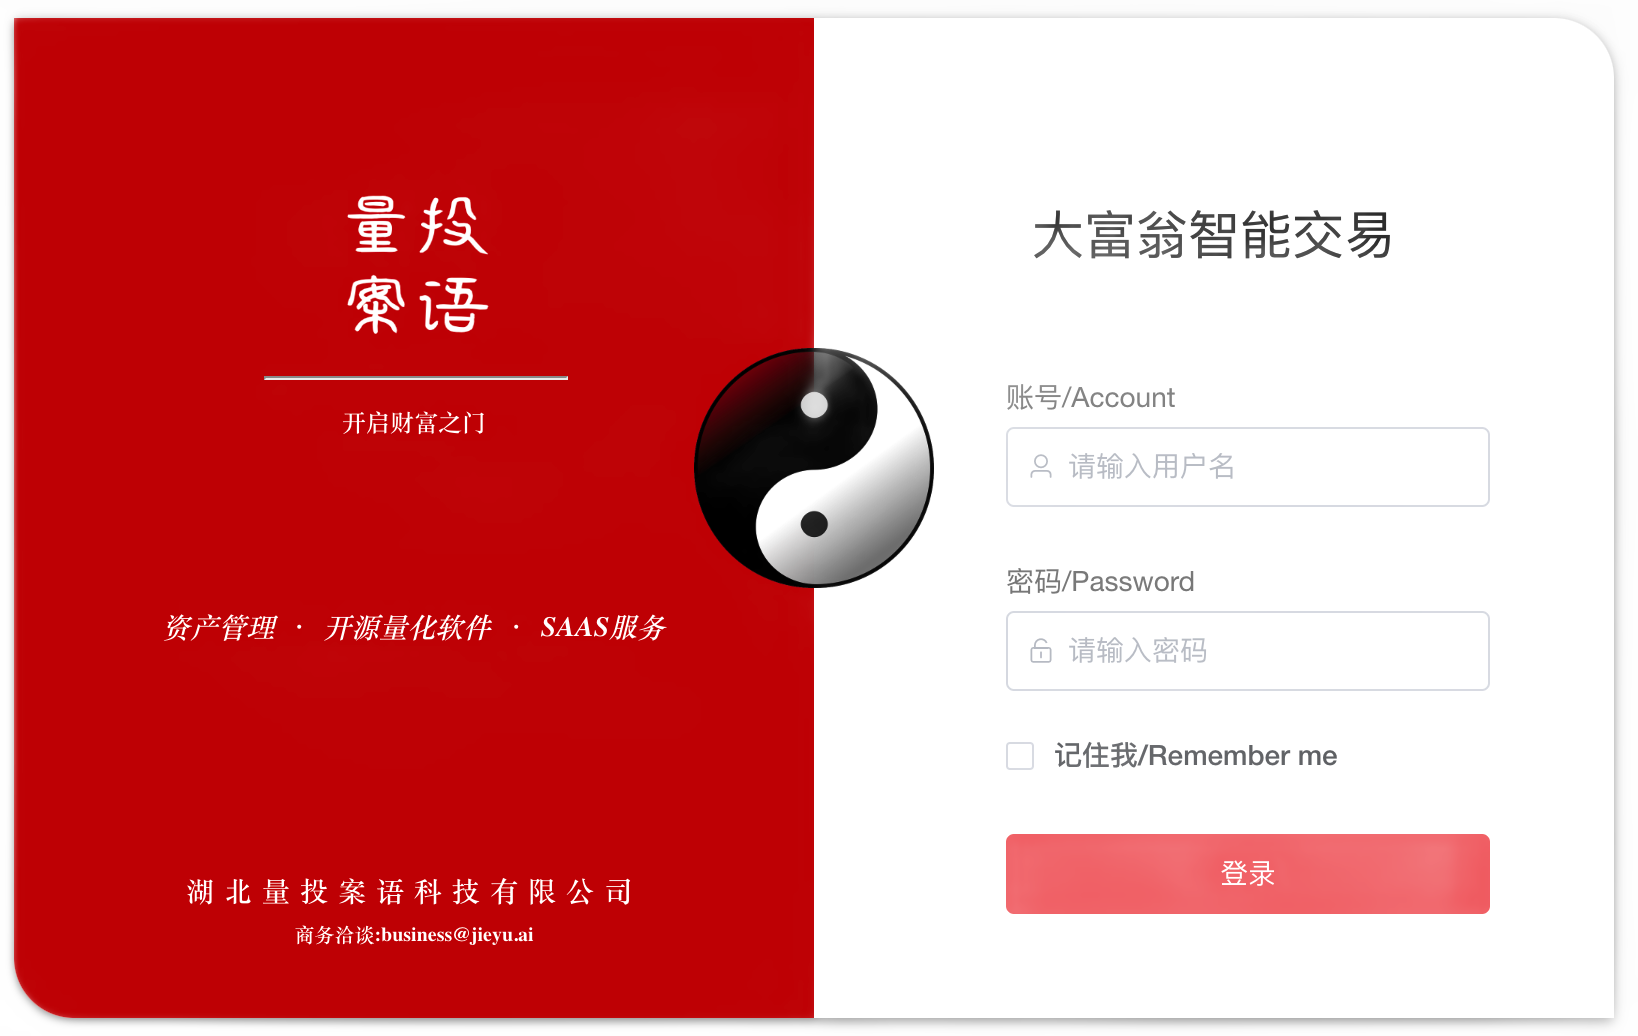 量投
案语
开启财富之门
资产管理 · 开源量化软件 · SAAS服务
湖北量投案语科技有限公司
商务洽谈:business@jieyu.ai
大富翁智能交易
账号/Account
请输入用户名
密码/Password
请输入密码
记住我/Remember me
登录